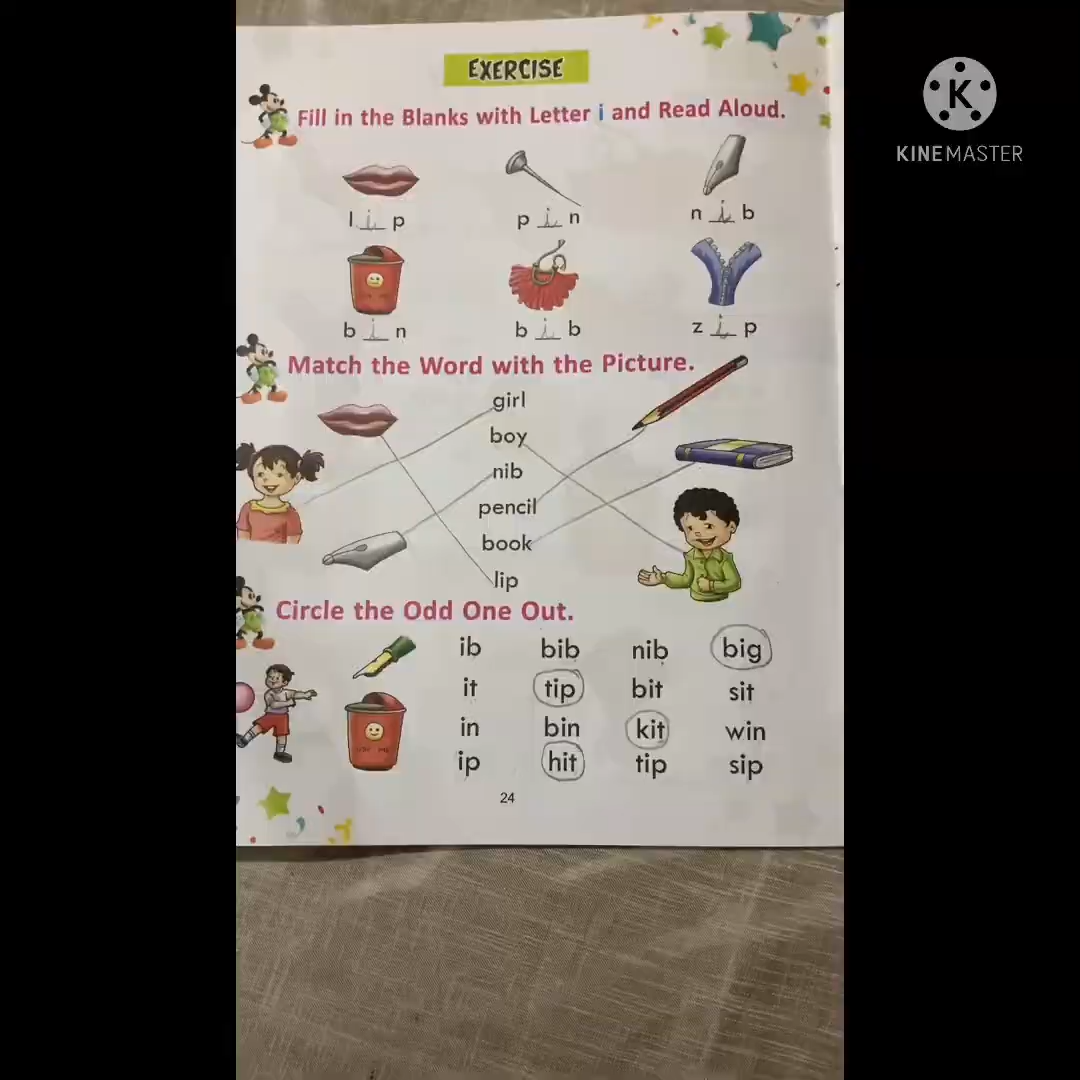 EXERCISE
K
KINEMASTER
Fill in the Blanks with Letter i and Read Aloud.
l i p p i n n i b
b i n b i b z i p
Match the Word with the Picture.
girl
boy
nib
pencil
book
lip
Circle the Odd One Out.
ib bib nib big
it tip bit sit
in bin kit win
ip hit tip sip
24